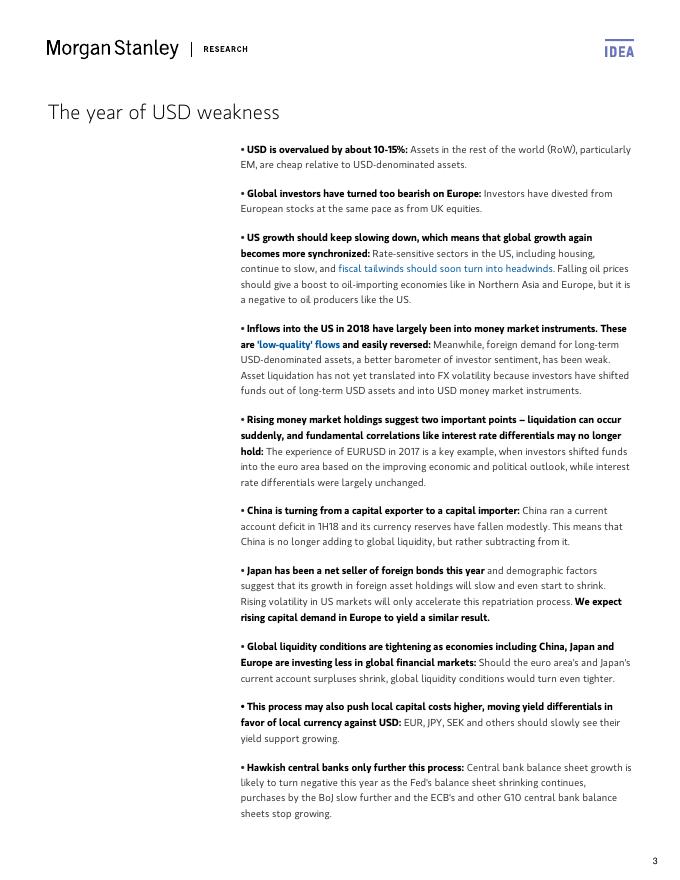 Morgan Stanley | RESEARCH
IDEA
The year of USD weakness
▪ USD is overvalued by about 10-15%: Assets in the rest of the world (RoW), particularly
EM, are cheap relative to USD-denominated assets.
▪ Global investors have turned too bearish on Europe: Investors have divested from
European stocks at the same pace as from UK equities.
▪ US growth should keep slowing down, which means that global growth again
becomes more synchronized: Rate-sensitive sectors in the US, including housing,
continue to slow, and fiscal tailwinds should soon turn into headwinds. Falling oil prices
should give a boost to oil-importing economies like in Northern Asia and Europe, but it is
a negative to oil producers like the US.
▪ Inflows into the US in 2018 have largely been into money market instruments. These
are 'low-quality' flows and easily reversed: Meanwhile, foreign demand for long-term
USD-denominated assets, a better barometer of investor sentiment, has been weak.
Asset liquidation has not yet translated into FX volatility because investors have shifted
funds out of long-term USD assets and into USD money market instruments.
▪ Rising money market holdings suggest two important points – liquidation can occur
suddenly, and fundamental correlations like interest rate differentials may no longer
hold: The experience of EURUSD in 2017 is a key example, when investors shifted funds
into the euro area based on the improving economic and political outlook, while interest
rate differentials were largely unchanged.
▪ China is turning from a capital exporter to a capital importer: China ran a current
account deficit in 1H18 and its currency reserves have fallen modestly. This means that
China is no longer adding to global liquidity, but rather subtracting from it.
▪ Japan has been a net seller of foreign bonds this year and demographic factors
suggest that its growth in foreign asset holdings will slow and even start to shrink.
Rising volatility in US markets will only accelerate this repatriation process. We expect
rising capital demand in Europe to yield a similar result.
▪ Global liquidity conditions are tightening as economies including China, Japan and
Europe are investing less in global financial markets: Should the euro area's and Japan's
current account surpluses shrink, global liquidity conditions would turn even tighter.
• This process may also push local capital costs higher, moving yield differentials in
favor of local currency against USD: EUR, JPY, SEK and others should slowly see their
yield support growing.
▪ Hawkish central banks only further this process: Central bank balance sheet growth is
likely to turn negative this year as the Fed's balance sheet shrinking continues,
purchases by the BoJ slow further and the ECB's and other G10 central bank balance
sheets stop growing.
3